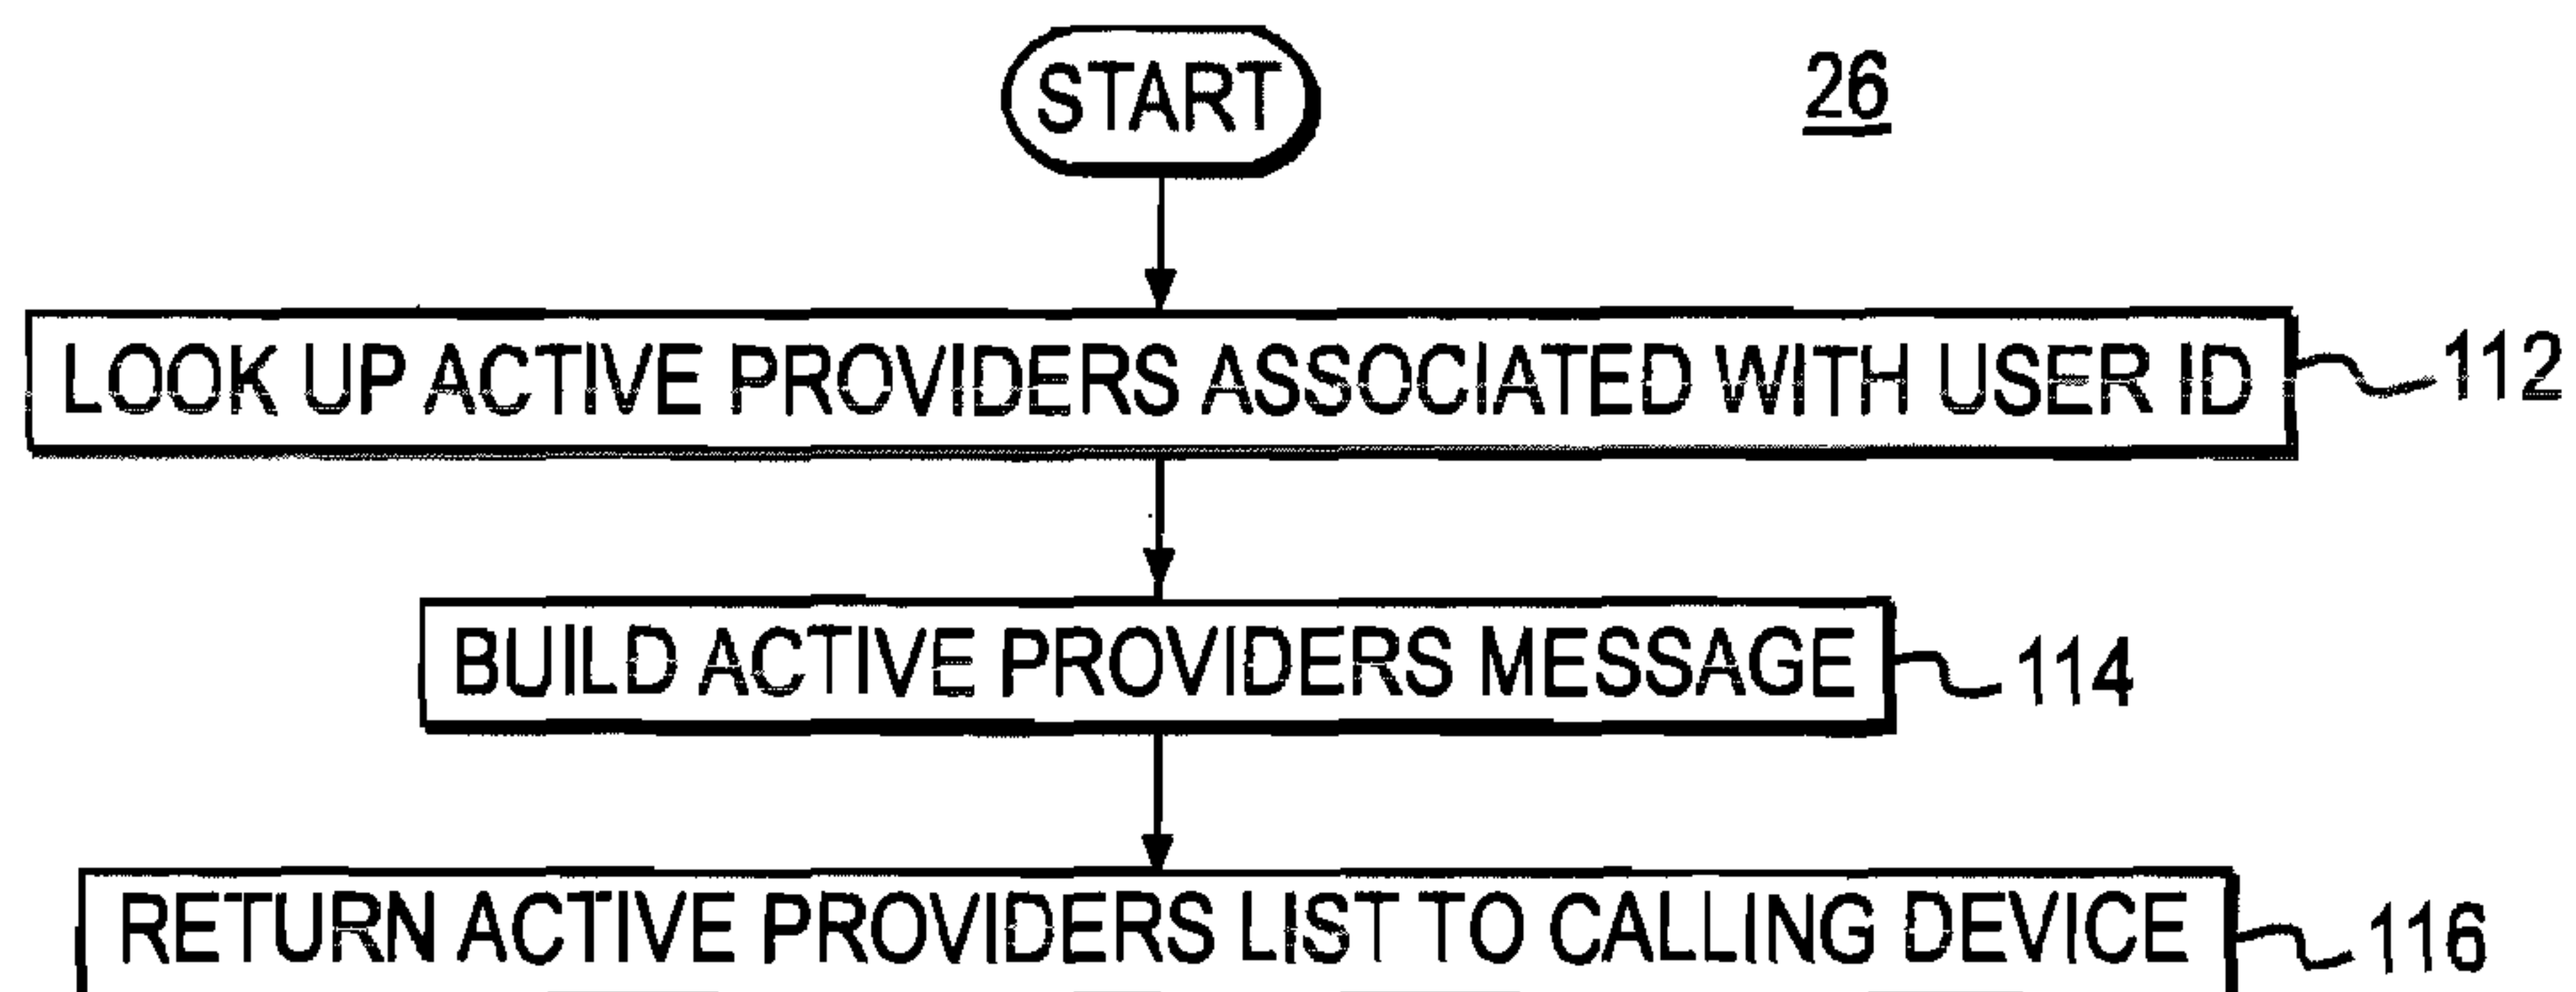 START
26
LOOK UP ACTIVE PROVIDERS ASSOCIATED WITH USER ID
112
BUILD ACTIVE PROVIDERS MESSAGE
114
RETURN ACTIVE PROVIDERS LIST TO CALLING DEVICE
116